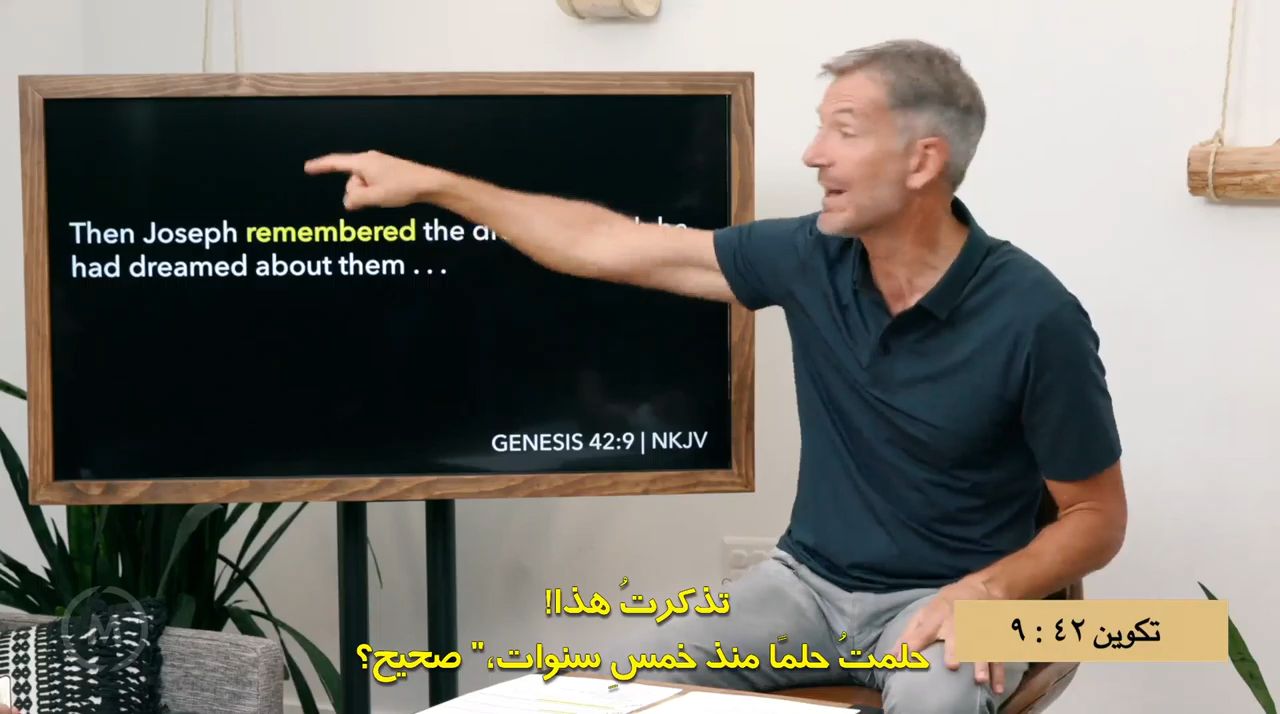 Then Joseph remembered the
had dreamed about them . . .
GENESIS 42:9 | NKJV
تذكرتُ هذا!
حلمتُ حلمًا منذ خمسِ سنوات،" صحيح؟
تكوين ٤٢ : ٩
M